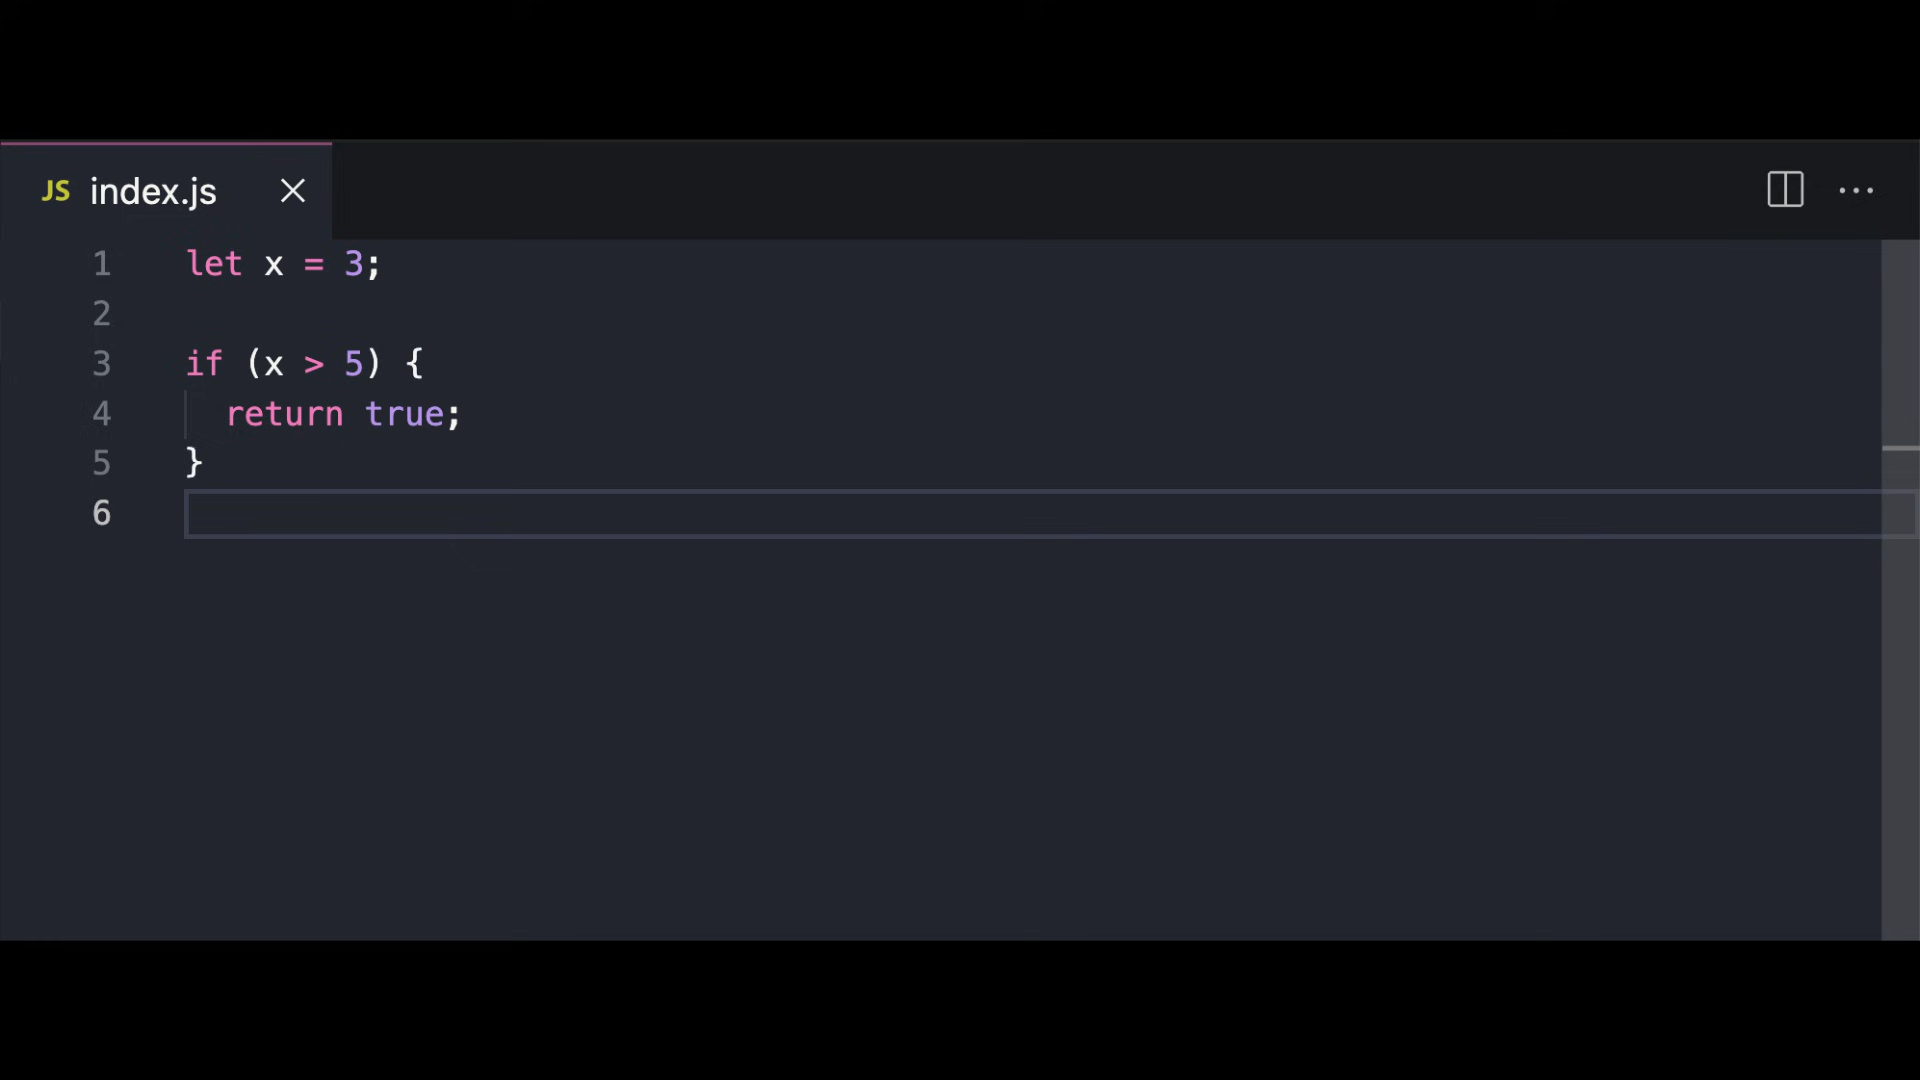 JS index.js
1 let x = 3;
2
3 if (x > 5) {
4   return true;
5 }
6